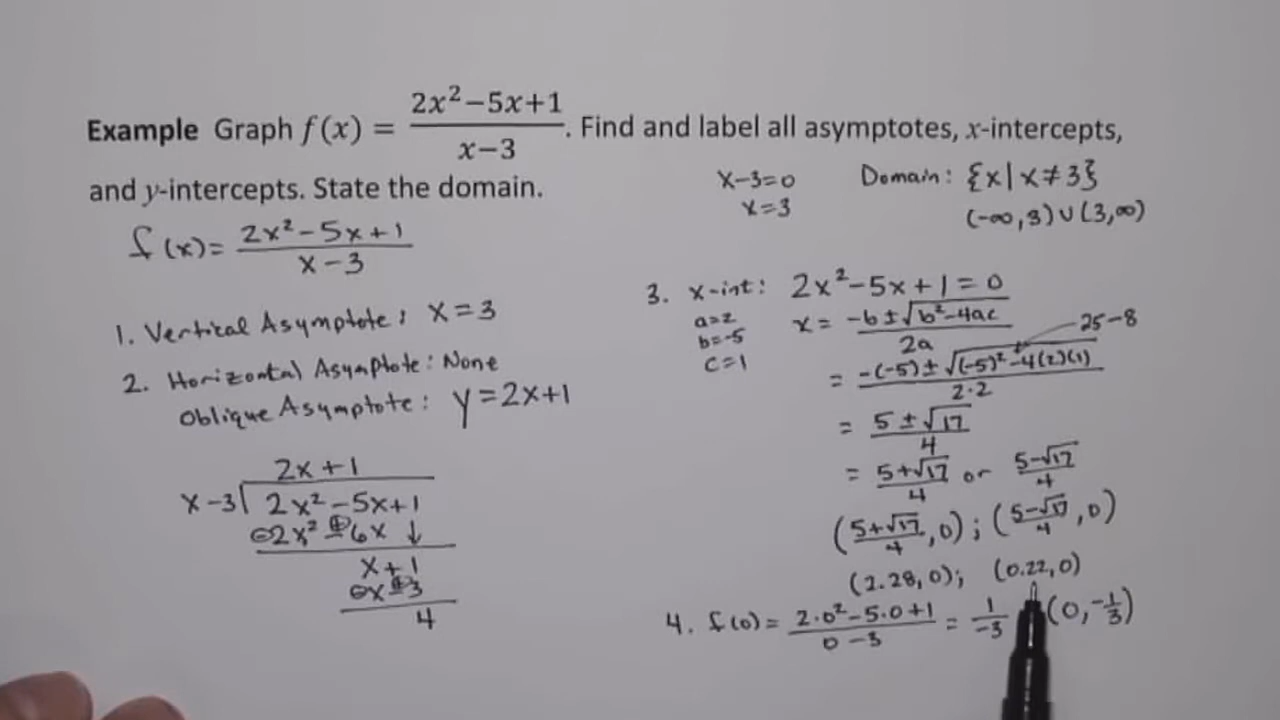 Example Graph f(x) = (2x²−5x+1)/(x−3). Find and label all asymptotes, x-intercepts,
and y-intercepts. State the domain.
x−3=0
x=3
Domain: {x | x≠3}
(-∞,3)∪(3,∞)
f(x)= (2x²−5x+1)/(x−3)
1. Vertical Asymptote: x=3
2. Horizontal Asymptote: None
Oblique Asymptote: y=2x+1
2x+1
x−3) 2x²−5x+1
⊖2x² ⊕6x ↓
x+1
⊖x ⊕3
4
3. x-int: 2x²−5x+1=0
a=2
b=-5
c=1
x = (-b±√(b²−4ac))/(2a)
25−8
= (-(-5)±√((-5)²−4(2)(1)))/(2·2)
= (5±√17)/4
= (5+√17)/4 or (5−√17)/4
((5+√17)/4, 0); ((5−√17)/4, 0)
(2.28,0); (0.22,0)
4. f(0)= (2·0²−5·0+1)/(0−3) = 1/-3 (0,-1/3)